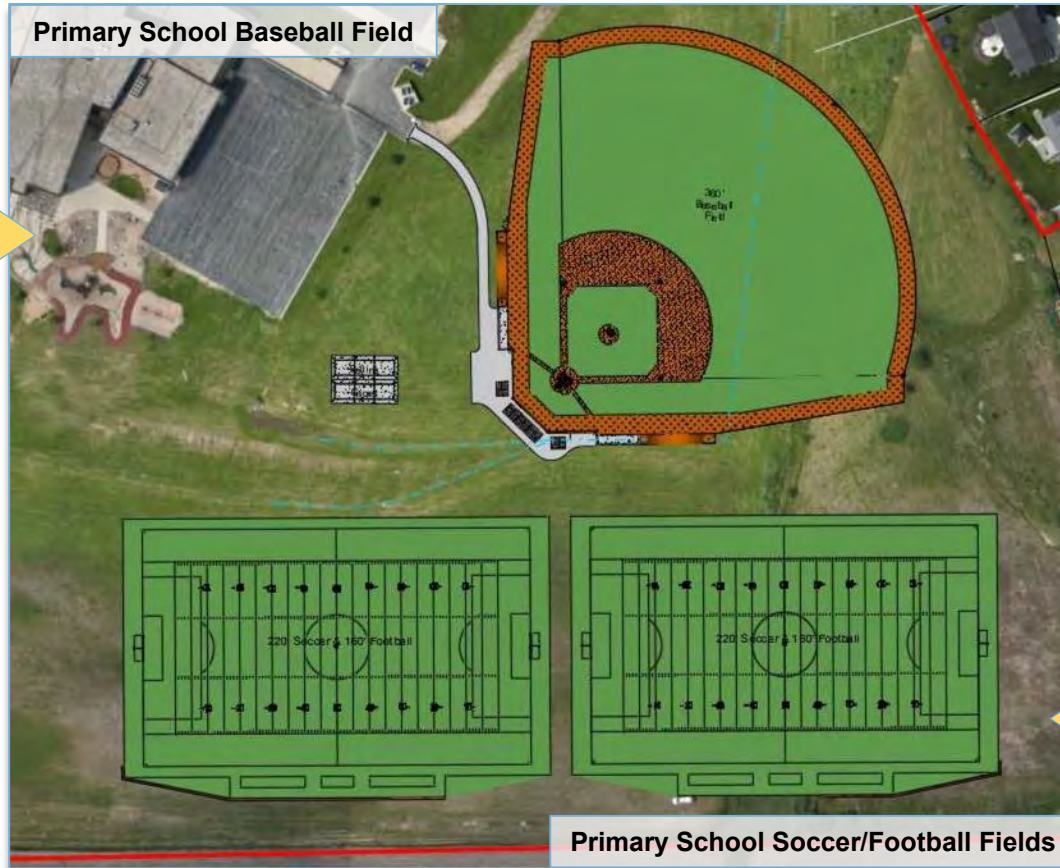 Primary School Baseball Field
360'
Baseball
Field
220' Soccer & 160' Football
220' Soccer & 160' Football
Primary School Soccer/Football Fields